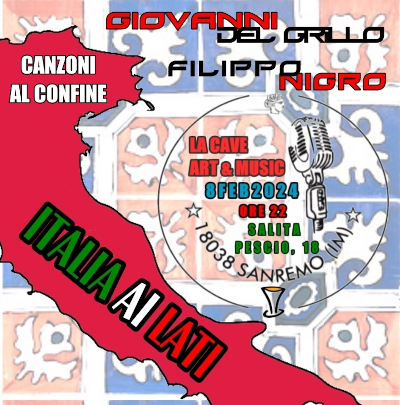 GIOVANNI
DEL GRILLO
FILIPPO
NIGRO
CANZONI
AL CONFINE
LA CAVE
ART & MUSIC
8FEB2024
ORE 22
SALITA
PESCIO, 18
18038 SANREMO (IM)
ITALIA AI LATI